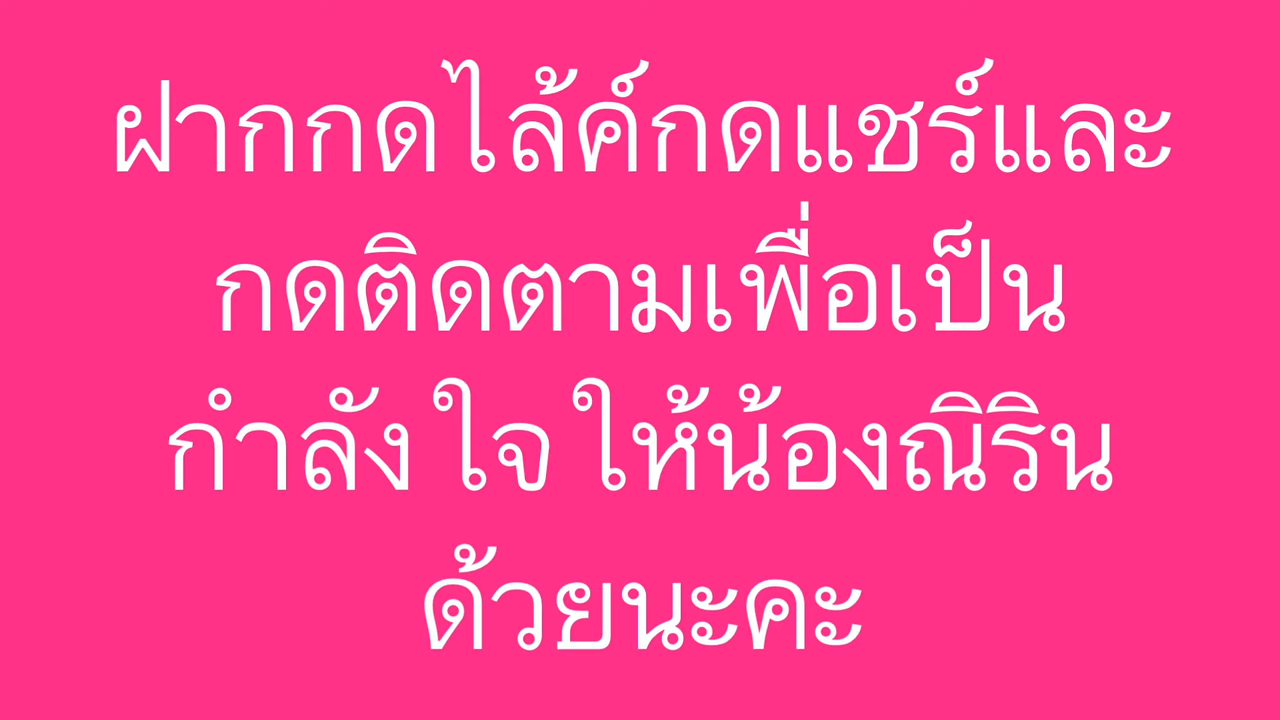 ฝากกดไล้ค์กดแชร์และ
กดติดตามเพื่อเป็น
กำลังใจให้น้องณิริน
ด้วยนะคะ